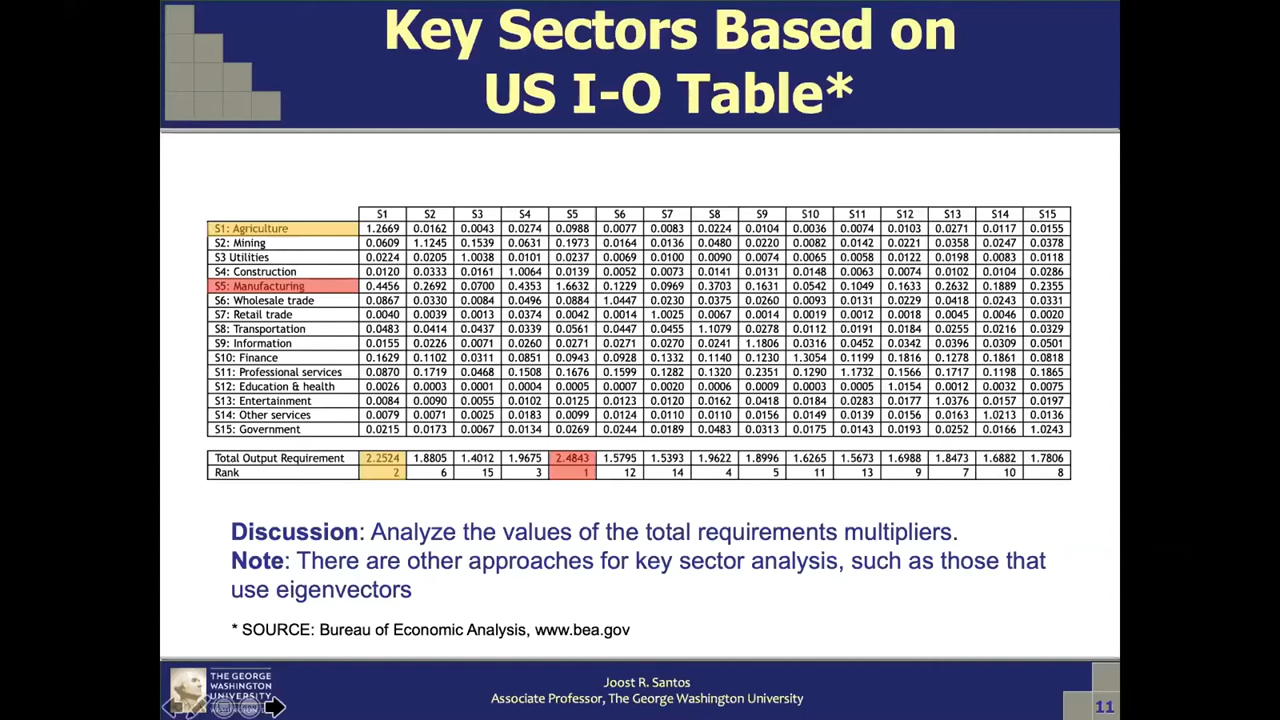 Key Sectors Based on
US I-O Table*
S1 S2 S3 S4 S5 S6 S7 S8 S9 S10 S11 S12 S13 S14 S15
S1: Agriculture 1.2669 0.0162 0.0043 0.0274 0.0988 0.0077 0.0083 0.0224 0.0104 0.0036 0.0074 0.0103 0.0271 0.0117 0.0155
S2: Mining 0.0609 1.1245 0.1539 0.0631 0.1973 0.0164 0.0136 0.0480 0.0220 0.0082 0.0142 0.0221 0.0358 0.0247 0.0378
S3 Utilities 0.0224 0.0205 1.0038 0.0101 0.0237 0.0069 0.0100 0.0090 0.0074 0.0065 0.0058 0.0122 0.0198 0.0083 0.0118
S4: Construction 0.0120 0.0333 0.0161 1.0064 0.0139 0.0052 0.0073 0.0141 0.0131 0.0148 0.0063 0.0074 0.0102 0.0104 0.0286
S5: Manufacturing 0.4456 0.2692 0.0700 0.4353 1.6632 0.1229 0.0969 0.3703 0.1631 0.0542 0.1049 0.1633 0.2632 0.1889 0.2355
S6: Wholesale trade 0.0867 0.0330 0.0084 0.0496 0.0884 1.0447 0.0230 0.0375 0.0260 0.0093 0.0131 0.0229 0.0418 0.0243 0.0331
S7: Retail trade 0.0040 0.0039 0.0013 0.0374 0.0042 0.0014 1.0025 0.0067 0.0014 0.0019 0.0012 0.0018 0.0045 0.0046 0.0020
S8: Transportation 0.0483 0.0414 0.0437 0.0339 0.0561 0.0447 0.0455 1.1079 0.0278 0.0112 0.0191 0.0184 0.0255 0.0216 0.0329
S9: Information 0.0155 0.0226 0.0071 0.0260 0.0271 0.0271 0.0270 0.0241 1.1806 0.0316 0.0452 0.0342 0.0396 0.0309 0.0501
S10: Finance 0.1629 0.1102 0.0311 0.0851 0.0943 0.0928 0.1332 0.1140 0.1230 1.3054 0.1199 0.1816 0.1278 0.1861 0.0818
S11: Professional services 0.0870 0.1719 0.0468 0.1508 0.1676 0.1599 0.1282 0.1320 0.2351 0.1290 1.1732 0.1566 0.1717 0.1198 0.1865
S12: Education & health 0.0026 0.0003 0.0001 0.0004 0.0005 0.0007 0.0020 0.0006 0.0009 0.0003 0.0005 1.0154 0.0012 0.0032 0.0075
S13: Entertainment 0.0084 0.0090 0.0055 0.0102 0.0125 0.0123 0.0120 0.0162 0.0418 0.0184 0.0283 0.0177 1.0376 0.0157 0.0197
S14: Other services 0.0079 0.0071 0.0025 0.0183 0.0099 0.0124 0.0110 0.0110 0.0156 0.0149 0.0139 0.0156 0.0163 1.0213 0.0136
S15: Government 0.0215 0.0173 0.0067 0.0134 0.0269 0.0244 0.0189 0.0483 0.0313 0.0175 0.0143 0.0193 0.0252 0.0166 1.0243
Total Output Requirement 2.2524 1.8805 1.4012 1.9675 2.4843 1.5795 1.5393 1.9622 1.8996 1.6265 1.5673 1.6988 1.8473 1.6882 1.7806
Rank 2 6 15 3 1 12 14 4 5 11 13 9 7 10 8
Discussion: Analyze the values of the total requirements multipliers.
Note: There are other approaches for key sector analysis, such as those that
use eigenvectors
* SOURCE: Bureau of Economic Analysis, www.bea.gov
THE GEORGE
WASHINGTON
UNIVERSITY
Joost R. Santos
Associate Professor, The George Washington University
11